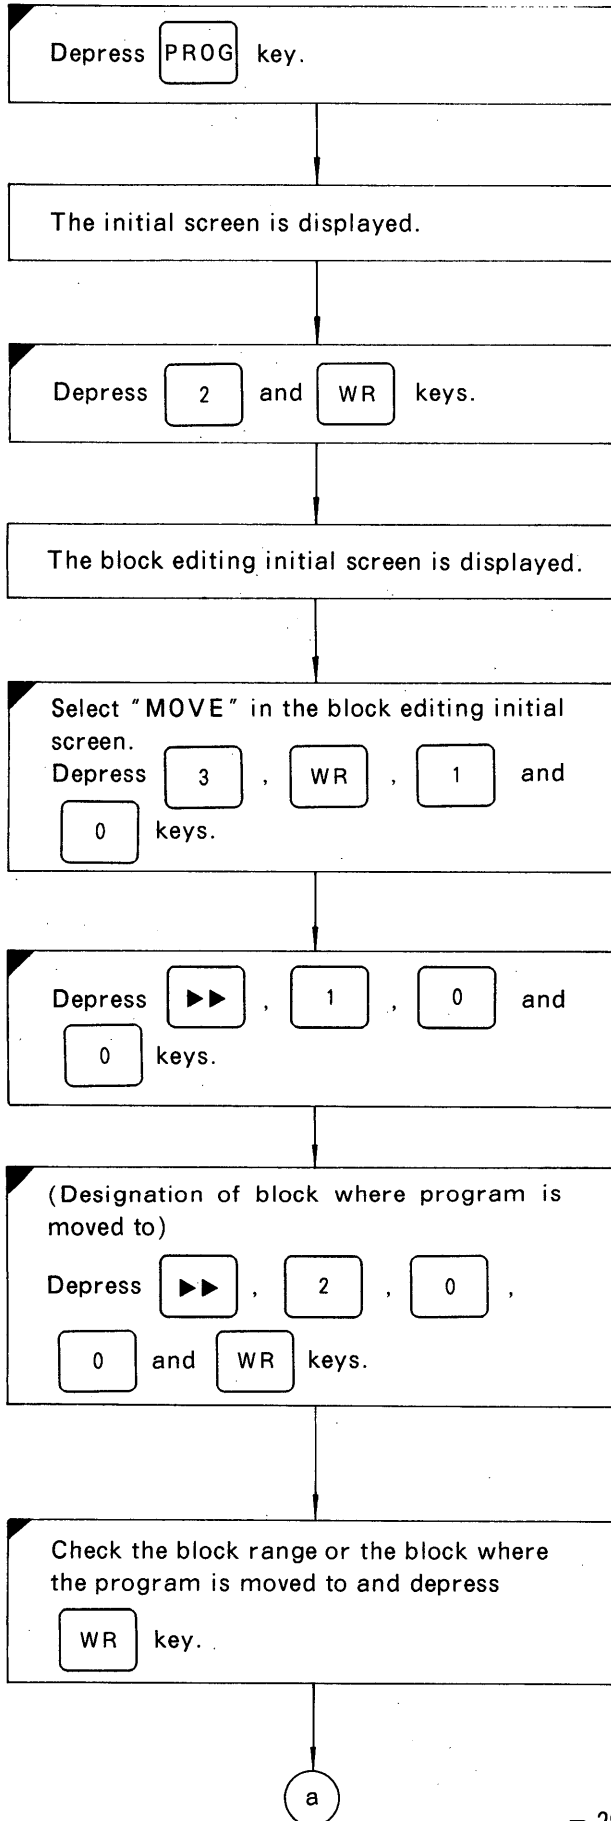 Depress PROG key.
The initial screen is displayed.
Depress 2 and WR keys.
The block editing initial screen is displayed.
Select "MOVE" in the block editing initial
screen.
Depress 3 , WR , 1 and
0 keys.
Depress ▶▶ , 1 , 0 and
0 keys.
(Designation of block where program is
moved to)
Depress ▶▶ , 2 , 0 ,
0 and WR keys.
Check the block range or the block where
the program is moved to and depress
WR key.
a